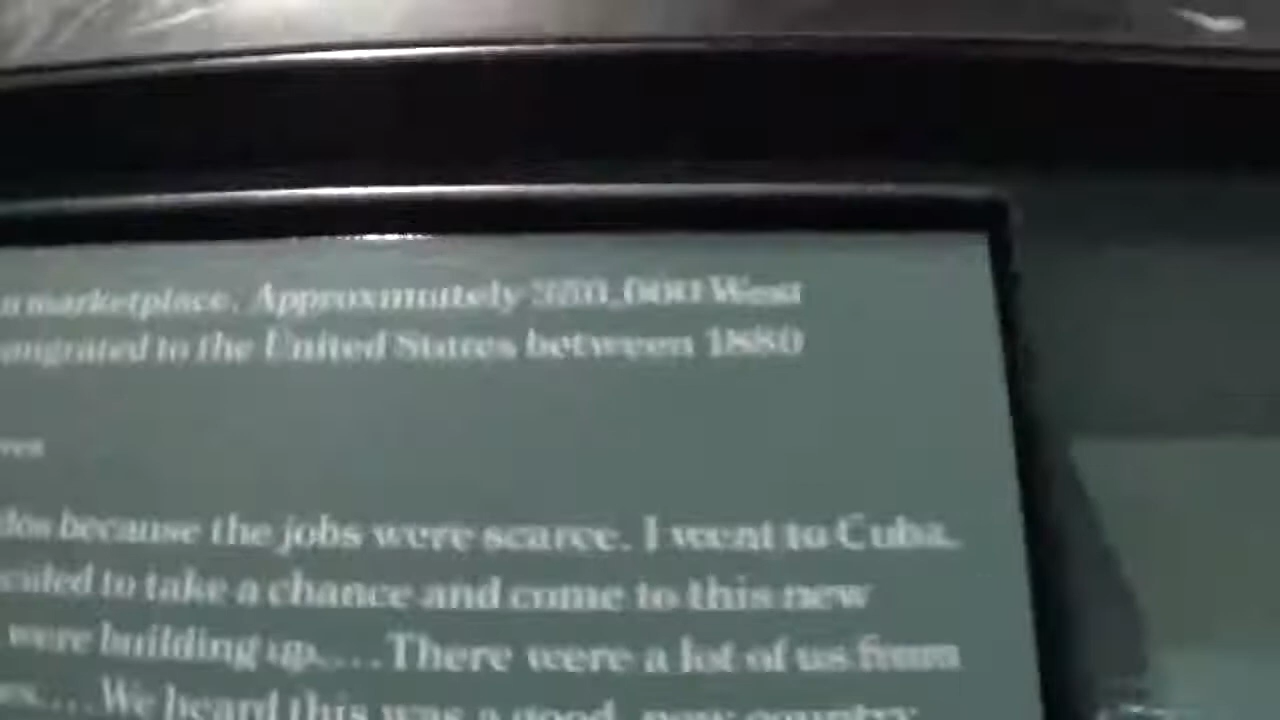 a marketplace. Approximately 350,000 West
to the United States between 1880
because the jobs were scarce. I went to Cuba.
to take a chance and come to this new
were building up.... There were a lot of us from
We heard this was a good, new country